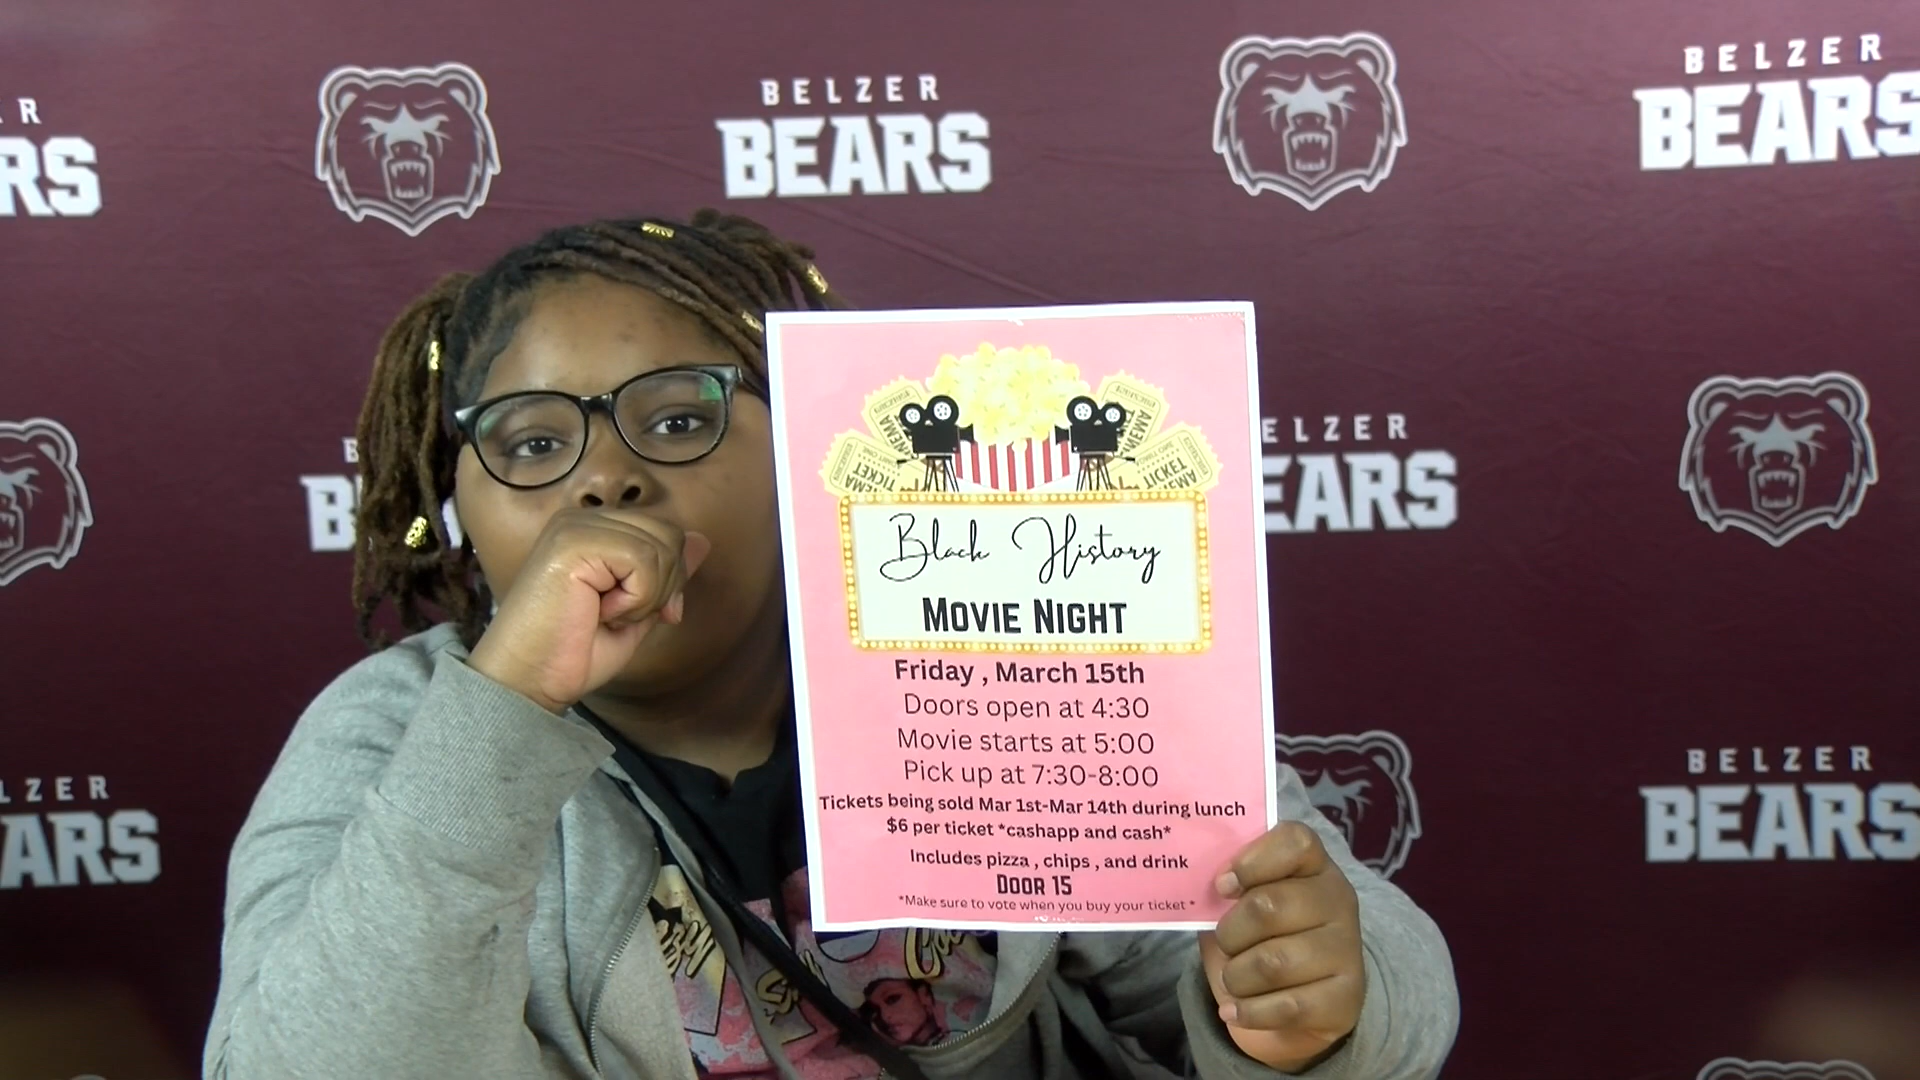 BELZER
BEARS
BELZER
BEARS
R
RS
Black History
MOVIE NIGHT
Friday , March 15th
Doors open at 4:30
Movie starts at 5:00
Pick up at 7:30-8:00
Tickets being sold Mar 1st-Mar 14th during lunch
$6 per ticket *cashapp and cash*
Includes pizza , chips , and drink
DOOR 15
*Make sure to vote when you buy your ticket *
TICKET
TICKET
B
B
ELZER
EARS
LZER
ARS
BELZER
BEARS